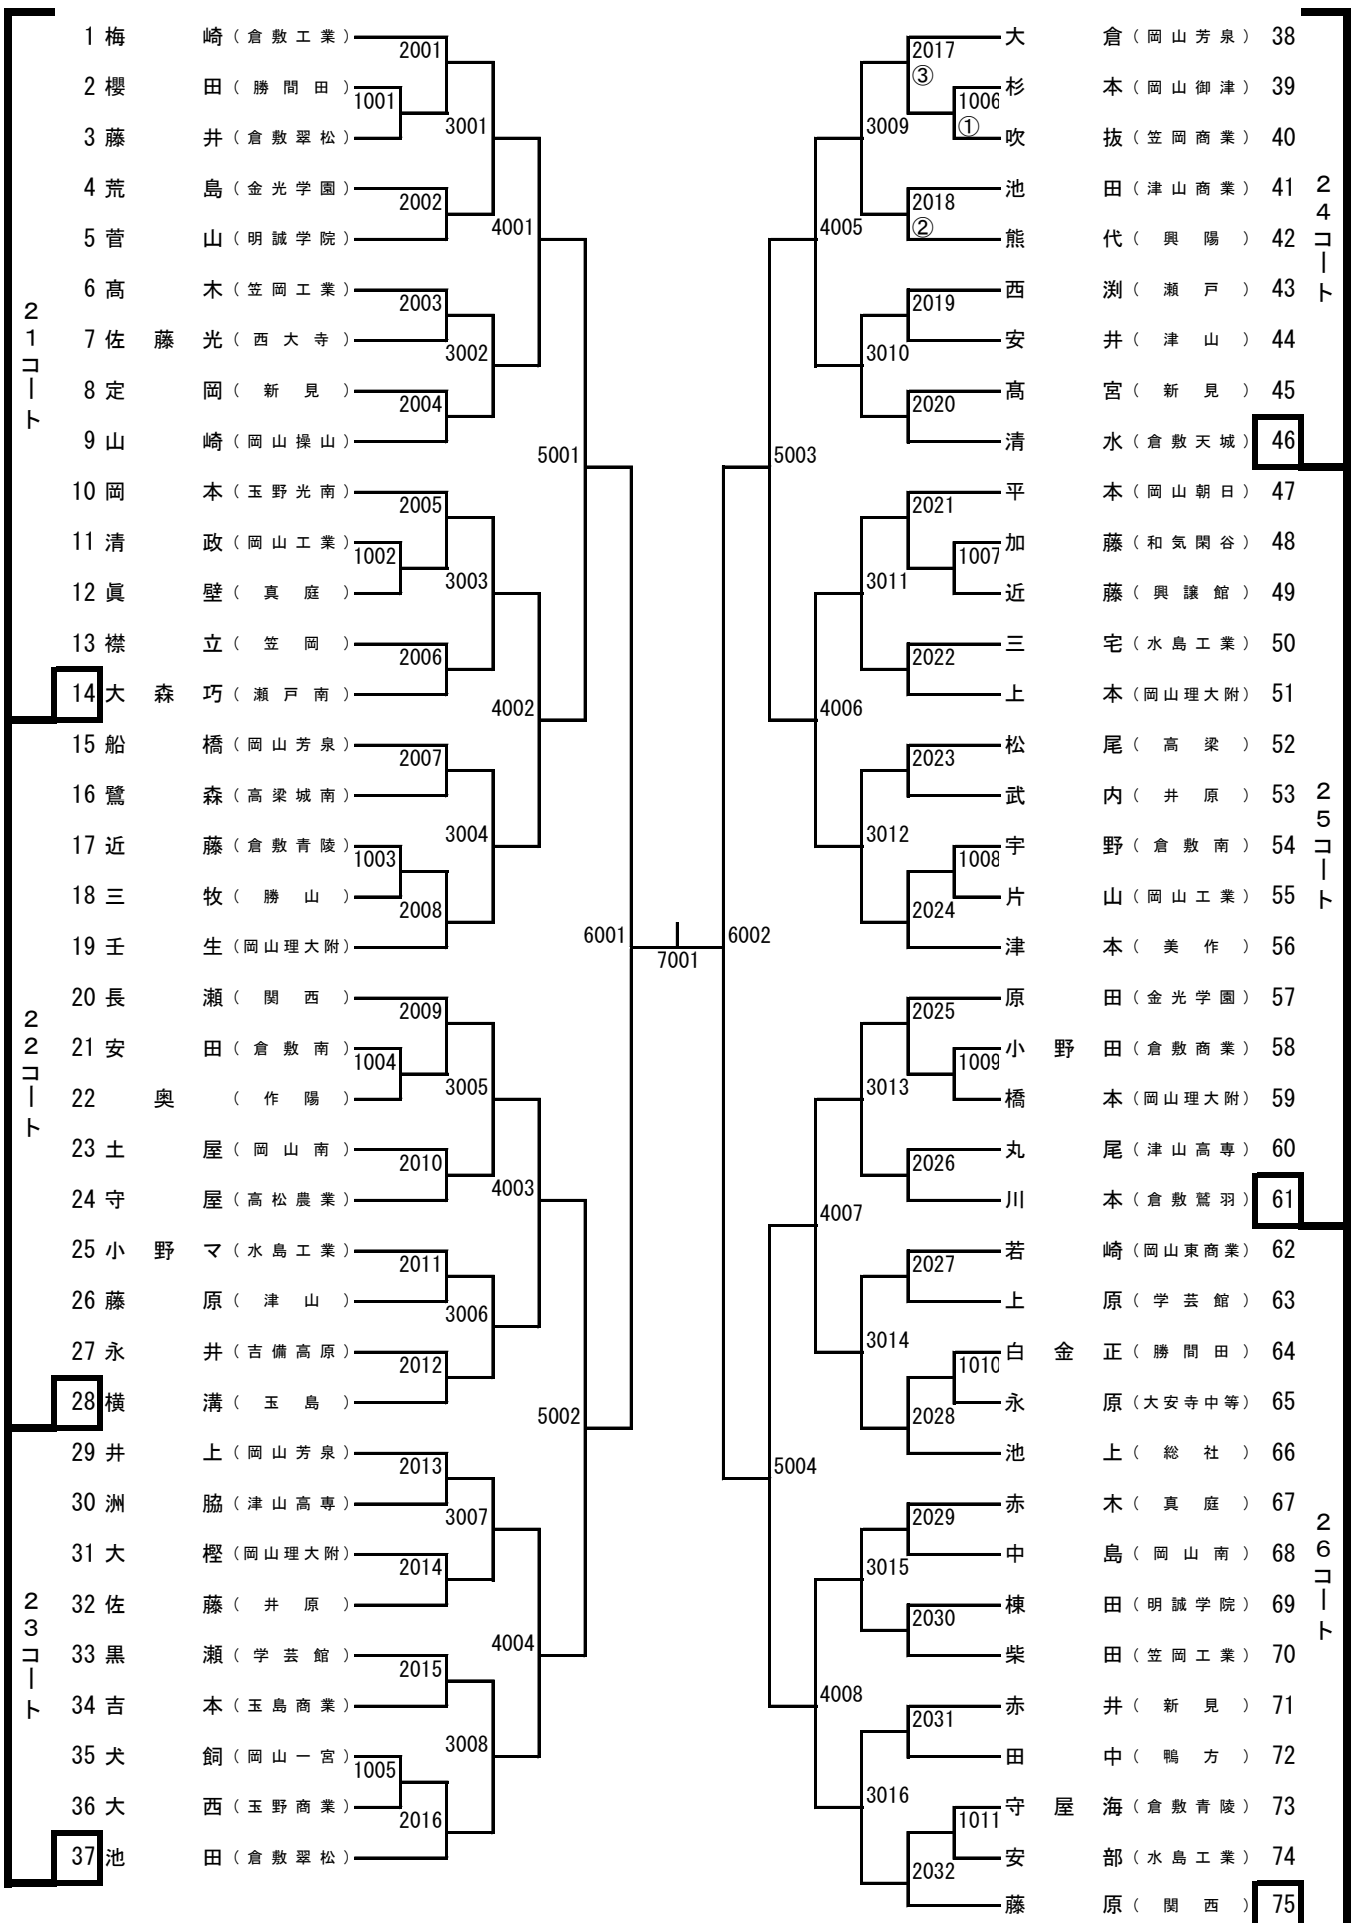 21コート
1 梅崎（倉敷工業）
2 櫻田（勝間田）
3 藤井（倉敷翠松）
4 荒島（金光学園）
5 菅山（明誠学院）
6 髙木（笠岡工業）
7 佐藤光（西大寺）
8 定岡（新見）
9 山崎（岡山操山）
10 岡本（玉野光南）
11 清政（岡山工業）
12 眞壁（真庭）
13 襟立（笠岡）
14 大森巧（瀬戸南）
22コート
15 船橋（岡山芳泉）
16 鷺森（高梁城南）
17 近藤（倉敷青陵）
18 三牧（勝山）
19 壬生（岡山理大附）
20 長瀬（関西）
21 安田（倉敷南）
22 奥（作陽）
23 土屋（岡山南）
24 守屋（高松農業）
25 小野マ（水島工業）
26 藤原（津山）
27 永井（吉備高原）
28 横溝（玉島）
23コート
29 井上（岡山芳泉）
30 洲脇（津山高専）
31 大樫（岡山理大附）
32 佐藤（井原）
33 黒瀬（学芸館）
34 吉本（玉島商業）
35 犬飼（岡山一宮）
36 大西（玉野商業）
37 池田（倉敷翠松）
1001
1002
1003
1004
1005
2001
2002
2003
2004
2005
2006
2007
2008
2009
2010
2011
2012
2013
2014
2015
2016
3001
3002
3003
3004
3005
3006
3007
3008
4001
4002
4003
4004
5001
5002
6001
7001
6002
5003
5004
4005
4006
4007
4008
3009
3010
3011
3012
3013
3014
3015
3016
2017
③
2018
②
2019
2020
2021
2022
2023
2024
2025
2026
2027
2028
2029
2030
2031
2032
1006
①
1007
1008
1009
1010
1011
24コート
大倉（岡山芳泉） 38
杉本（岡山御津） 39
吹抜（笠岡商業） 40
池田（津山商業） 41
熊代（興陽） 42
西渕（瀬戸） 43
安井（津山） 44
髙宮（新見） 45
清水（倉敷天城） 46
25コート
平本（岡山朝日） 47
加藤（和気閑谷） 48
近藤（興譲館） 49
三宅（水島工業） 50
上本（岡山理大附） 51
松尾（高梁） 52
武内（井原） 53
宇野（倉敷南） 54
片山（岡山工業） 55
津本（美作） 56
原田（金光学園） 57
小野田（倉敷商業） 58
橋本（岡山理大附） 59
丸尾（津山高専） 60
川本（倉敷鷲羽） 61
26コート
若崎（岡山東商業） 62
上原（学芸館） 63
白金正（勝間田） 64
永原（大安寺中等） 65
池上（総社） 66
赤木（真庭） 67
中島（岡山南） 68
棟田（明誠学院） 69
柴田（笠岡工業） 70
赤井（新見） 71
田中（鴨方） 72
守屋海（倉敷青陵） 73
安部（水島工業） 74
藤原（関西） 75